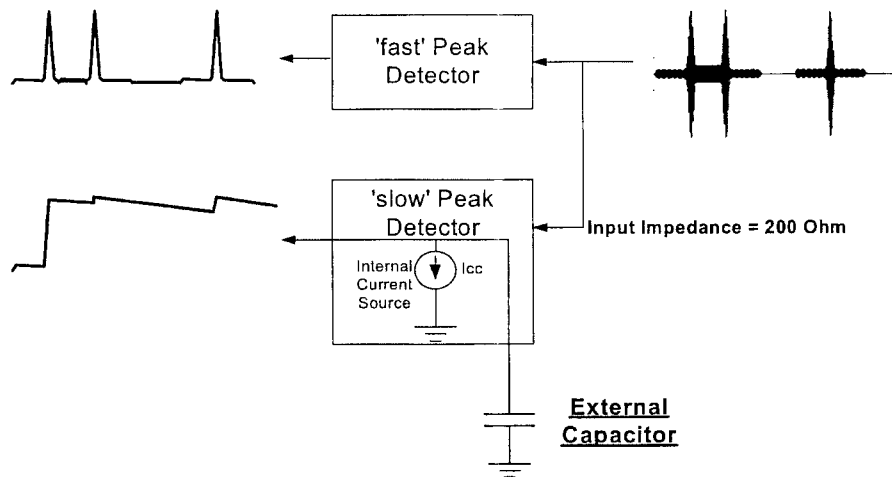 'fast' Peak
Detector
'slow' Peak
Detector
Input Impedance = 200 Ohm
Internal
Current
Source
Icc
External
Capacitor